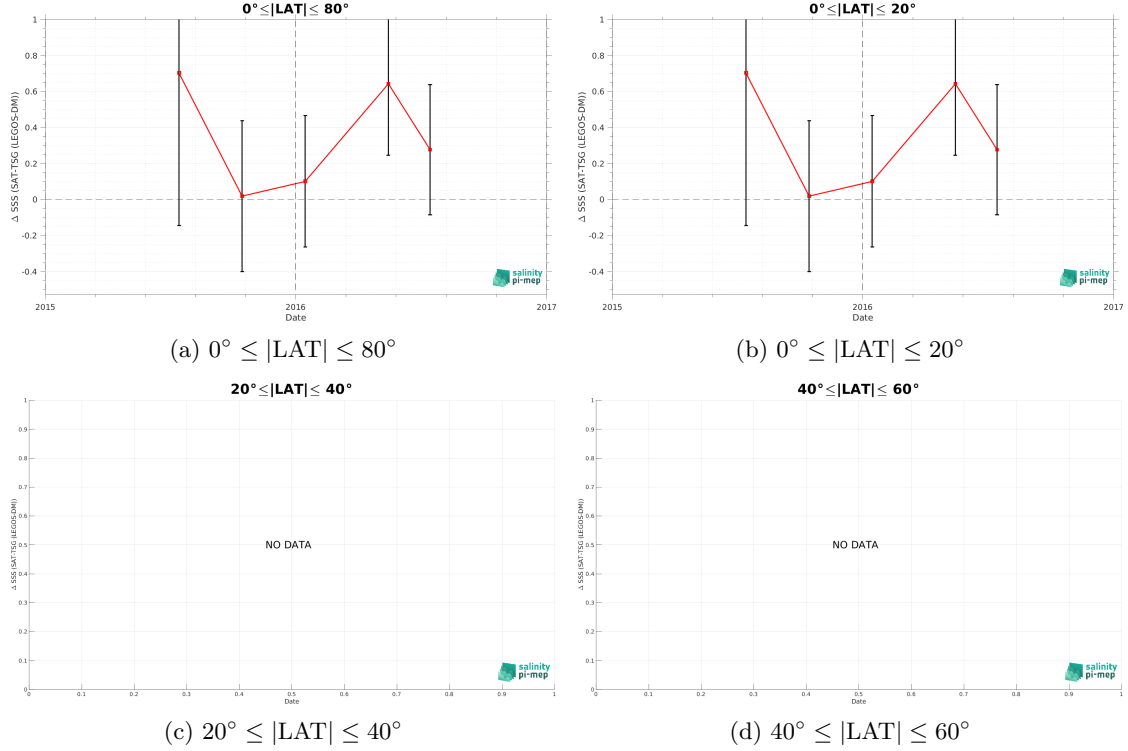 0°≤|LAT|≤ 80°
Δ SSS (SAT-TSG (LEGOS-DM))
1
0.8
0.6
0.4
0.2
0
-0.2
-0.4
2015
2016
2017
Date
salinity
pi-mep
(a) 0° ≤ |LAT| ≤ 80°
0°≤|LAT|≤ 20°
Δ SSS (SAT-TSG (LEGOS-DM))
1
0.8
0.6
0.4
0.2
0
-0.2
-0.4
2015
2016
2017
Date
salinity
pi-mep
(b) 0° ≤ |LAT| ≤ 20°
20°≤|LAT|≤ 40°
Δ SSS (SAT-TSG (LEGOS-DM))
1
0.9
0.8
0.7
0.6
0.5
0.4
0.3
0.2
0.1
0
NO DATA
0 0.1 0.2 0.3 0.4 0.5 0.6 0.7 0.8 0.9 1
Date
salinity
pi-mep
(c) 20° ≤ |LAT| ≤ 40°
40°≤|LAT|≤ 60°
Δ SSS (SAT-TSG (LEGOS-DM))
1
0.9
0.8
0.7
0.6
0.5
0.4
0.3
0.2
0.1
0
NO DATA
0 0.1 0.2 0.3 0.4 0.5 0.6 0.7 0.8 0.9 1
Date
salinity
pi-mep
(d) 40° ≤ |LAT| ≤ 60°